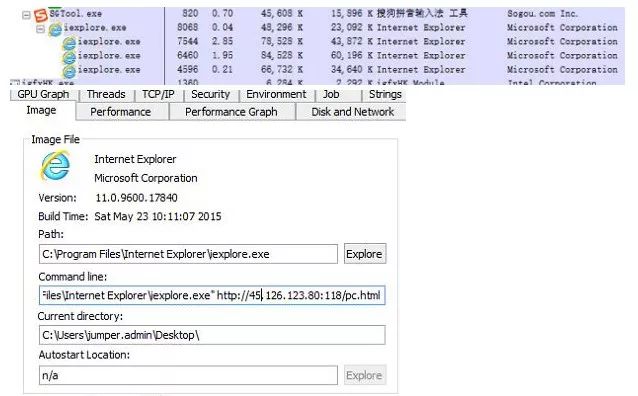 SGTool.exe 820 0.70 45,608 K 15,896 K 搜狗拼音输入法 工具 Sogou.com Inc.
iexplore.exe 8068 0.04 48,296 K 23,092 K Internet Explorer Microsoft Corporation
iexplore.exe 7544 2.85 78,528 K 43,872 K Internet Explorer Microsoft Corporation
iexplore.exe 6460 1.95 84,528 K 60,196 K Internet Explorer Microsoft Corporation
iexplore.exe 4596 0.21 66,732 K 34,640 K Internet Explorer Microsoft Corporation
igfxHK.exe 1360 6,284 K 2,292 K igfxHK Module Intel Corporation
GPU Graph Threads TCP/IP Security Environment Job Strings
Image Performance Performance Graph Disk and Network
Image File
Internet Explorer
Microsoft Corporation
Version: 11.0.9600.17840
Build Time: Sat May 23 10:11:07 2015
Path:
C:\Program Files\Internet Explorer\iexplore.exe Explore
Command line:
Files\Internet Explorer\iexplore.exe" http://45.126.123.80:118/pc.html
Current directory:
C:\Users\jumper.admin\Desktop\
Autostart Location:
n/a Explore